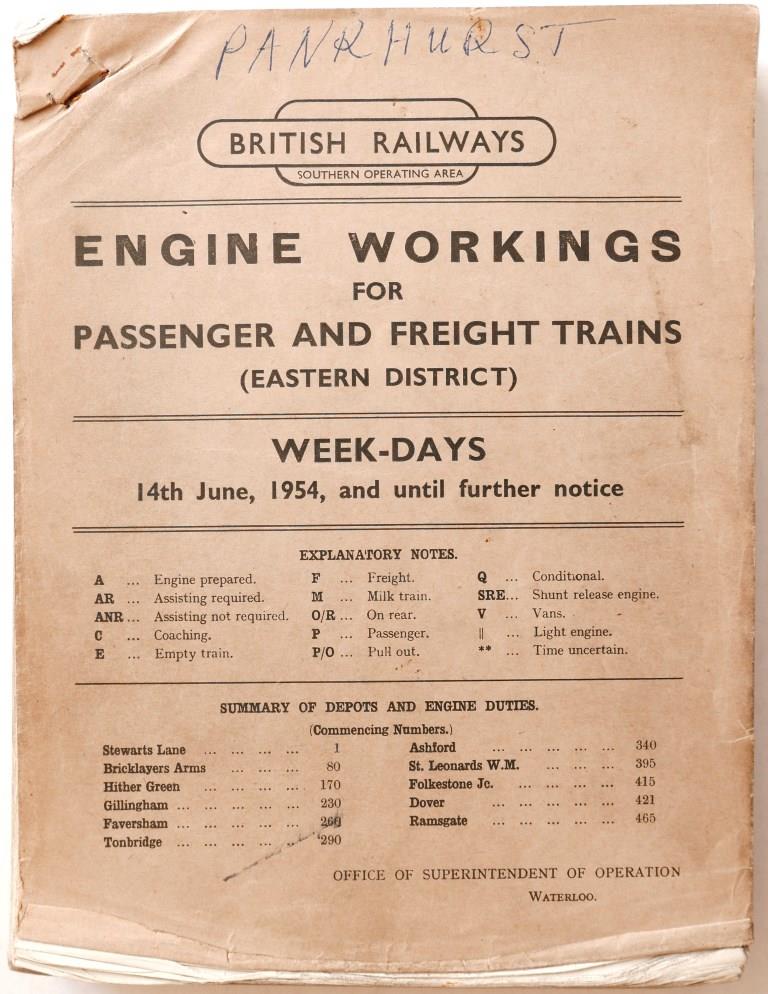 PANKHURST
BRITISH RAILWAYS
SOUTHERN OPERATING AREA
ENGINE WORKINGS
FOR
PASSENGER AND FREIGHT TRAINS
(EASTERN DISTRICT)
WEEK-DAYS
14th June, 1954, and until further notice
EXPLANATORY NOTES.
A ... Engine prepared. F ... Freight. Q ... Conditional.
AR ... Assisting required. M ... Milk train. SRE... Shunt release engine.
ANR ... Assisting not required. O/R ... On rear. V ... Vans.
C ... Coaching. P ... Passenger. || ... Light engine.
E ... Empty train. P/O ... Pull out. ** ... Time uncertain.
SUMMARY OF DEPOTS AND ENGINE DUTIES.
(Commencing Numbers.)
Stewarts Lane ... ... ... ... 1 Ashford ... ... ... ... ... 340
Bricklayers Arms ... ... ... 80 St. Leonards W.M. ... ... ... 395
Hither Green ... ... ... ... 170 Folkestone Jc. ... ... ... ... 415
Gillingham ... ... ... ... ... 230 Dover ... ... ... ... ... 421
Faversham ... ... ... ... ... 260 Ramsgate ... ... ... ... ... 465
Tonbridge ... ... ... ... ... 290
OFFICE OF SUPERINTENDENT OF OPERATION
WATERLOO.